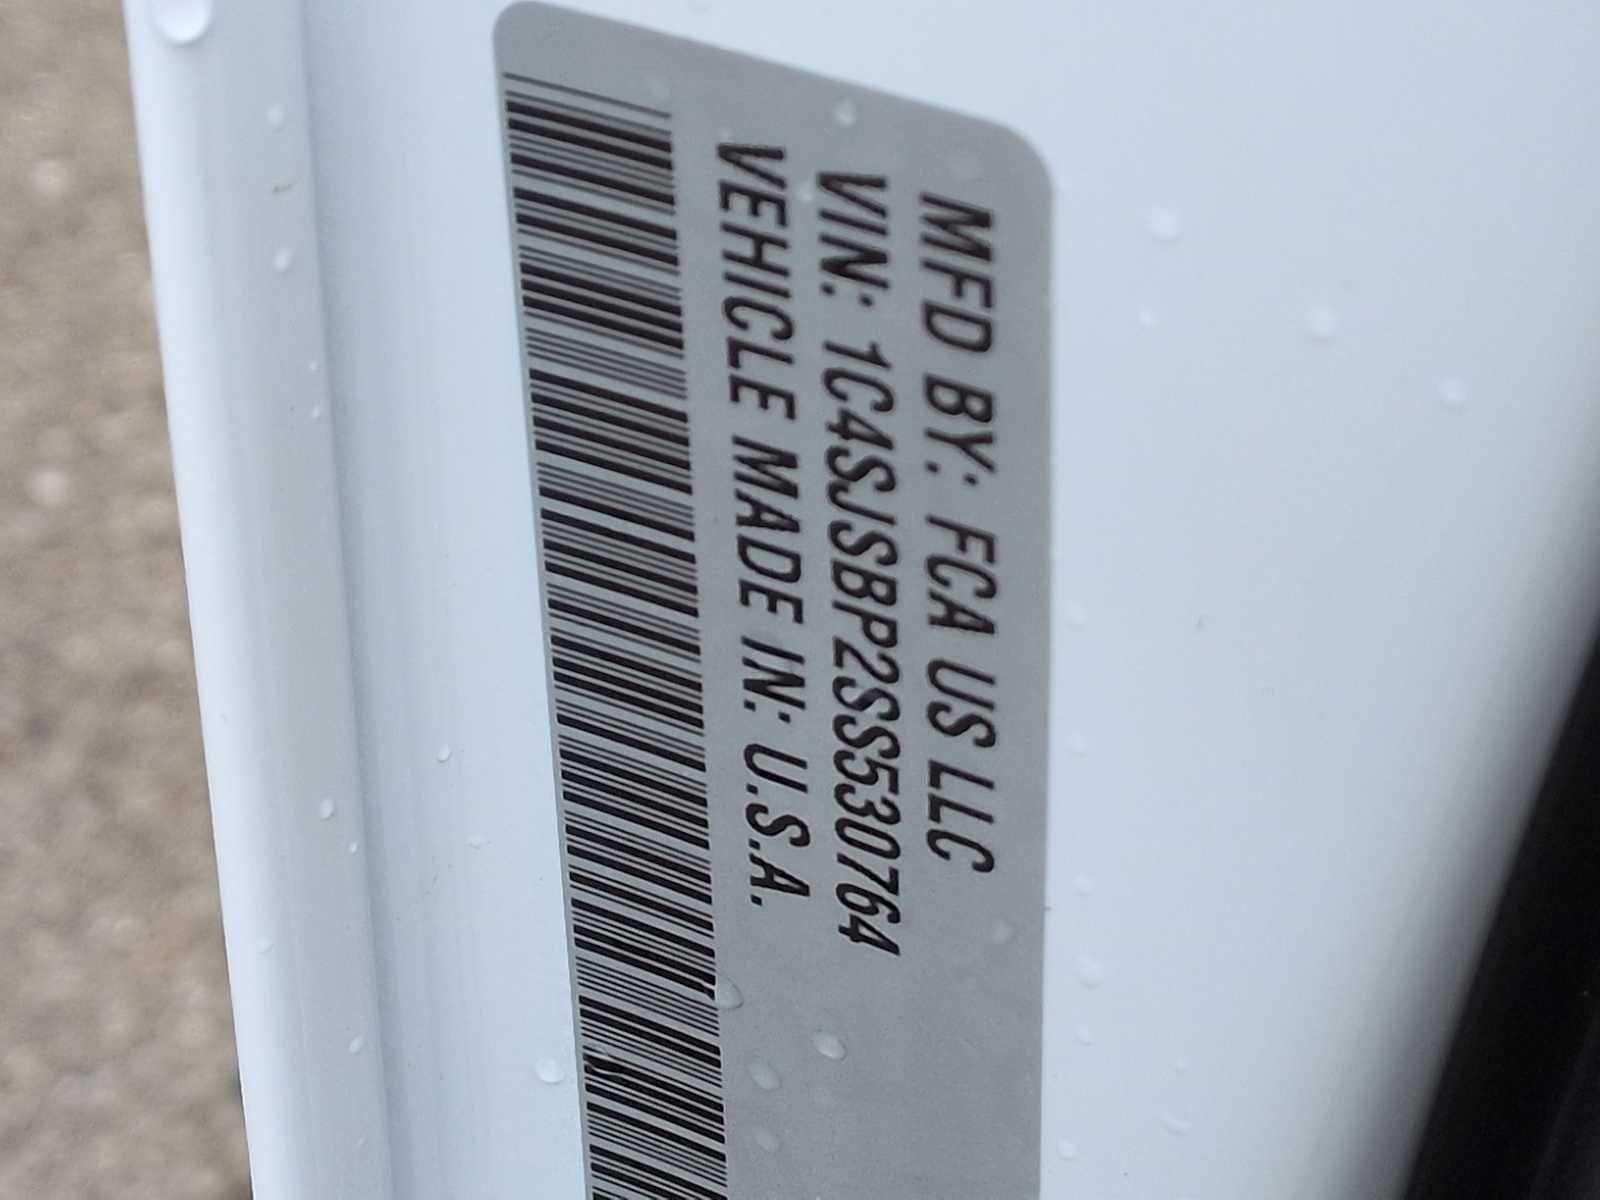 MFD BY: FCA US LLC
VIN: 1C4SJSBP2SS530764
VEHICLE MADE IN: U.S.A.